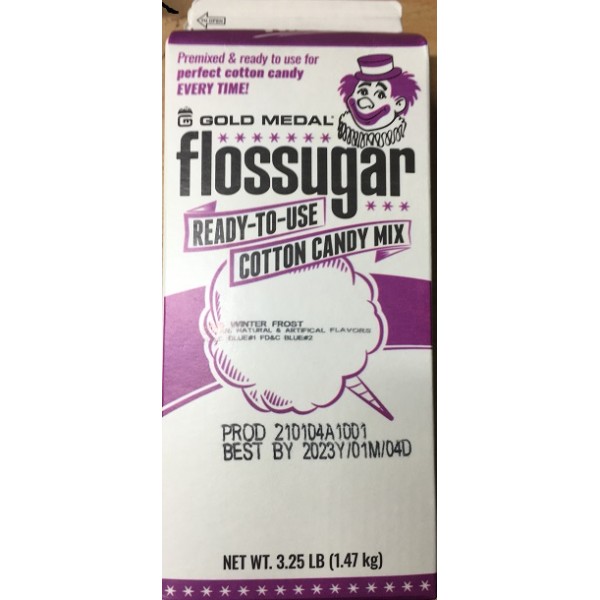 Premixed & ready to use for
perfect cotton candy
EVERY TIME!
GOLD MEDAL
flossugar
READY-TO-USE
COTTON CANDY MIX
WINTER FROST
NATURAL & ARTIFICAL FLAVORS
BLUE#1 FD&C BLUE#2
PROD 210104A1001
BEST BY 2023Y/01M/04D
NET WT. 3.25 LB (1.47 kg)